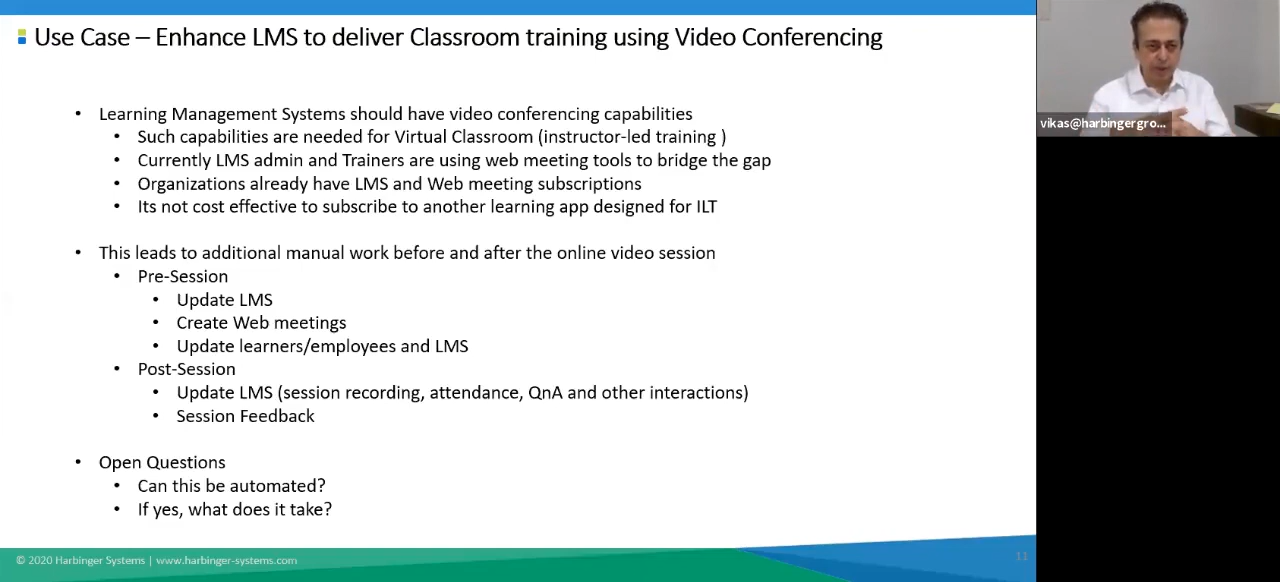 Use Case – Enhance LMS to deliver Classroom training using Video Conferencing
vikas@harbingergro...
• Learning Management Systems should have video conferencing capabilities
• Such capabilities are needed for Virtual Classroom (instructor-led training )
• Currently LMS admin and Trainers are using web meeting tools to bridge the gap
• Organizations already have LMS and Web meeting subscriptions
• Its not cost effective to subscribe to another learning app designed for ILT
• This leads to additional manual work before and after the online video session
• Pre-Session
• Update LMS
• Create Web meetings
• Update learners/employees and LMS
• Post-Session
• Update LMS (session recording, attendance, QnA and other interactions)
• Session Feedback
• Open Questions
• Can this be automated?
• If yes, what does it take?
© 2020 Harbinger Systems | www.harbinger-systems.com
11